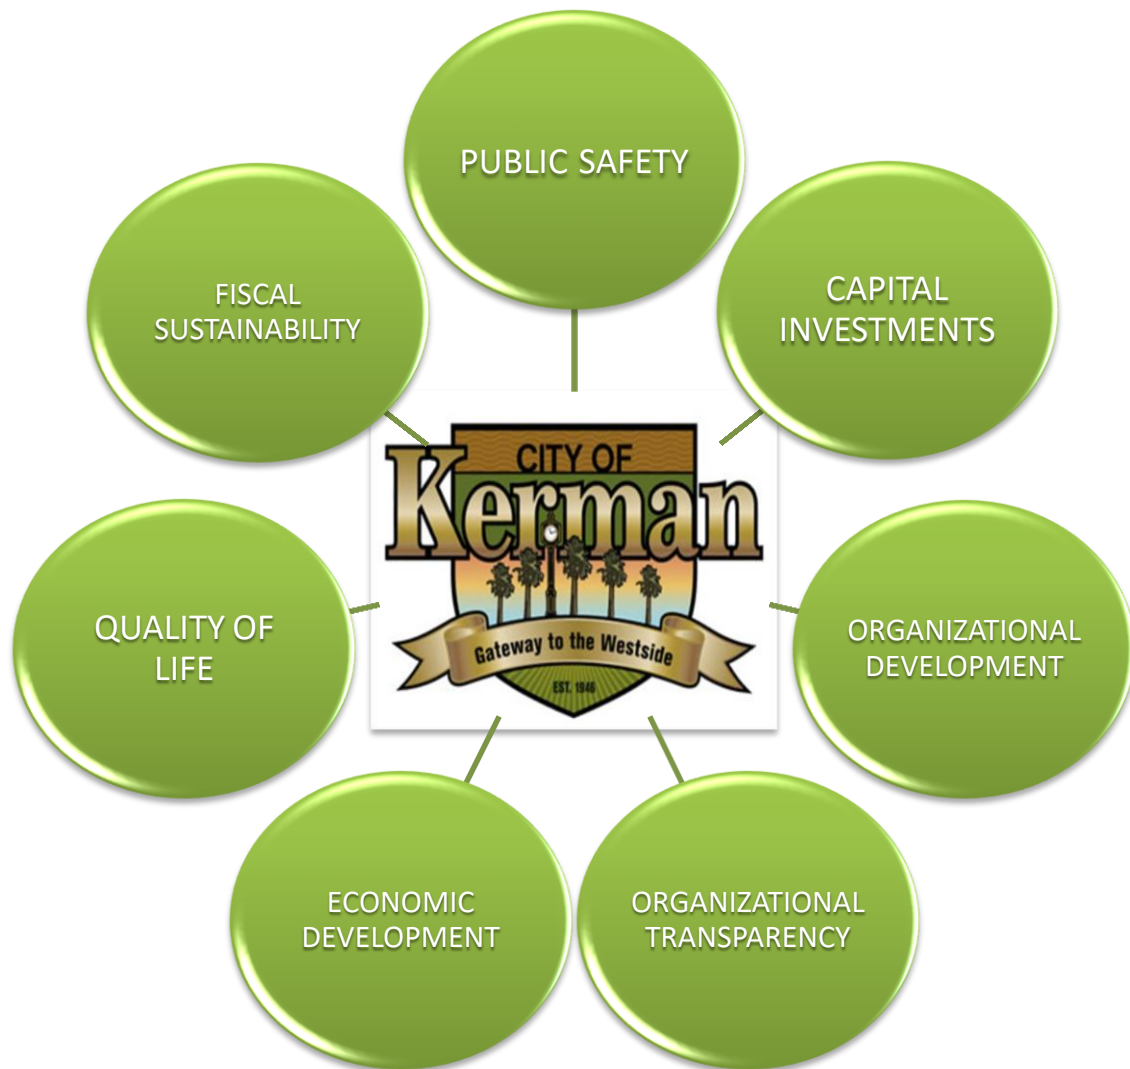 PUBLIC SAFETY
CAPITAL
INVESTMENTS
ORGANIZATIONAL
DEVELOPMENT
ORGANIZATIONAL
TRANSPARENCY
ECONOMIC
DEVELOPMENT
QUALITY OF
LIFE
FISCAL
SUSTAINABILITY
CITY OF
Kerman
Gateway to the Westside
EST. 1946